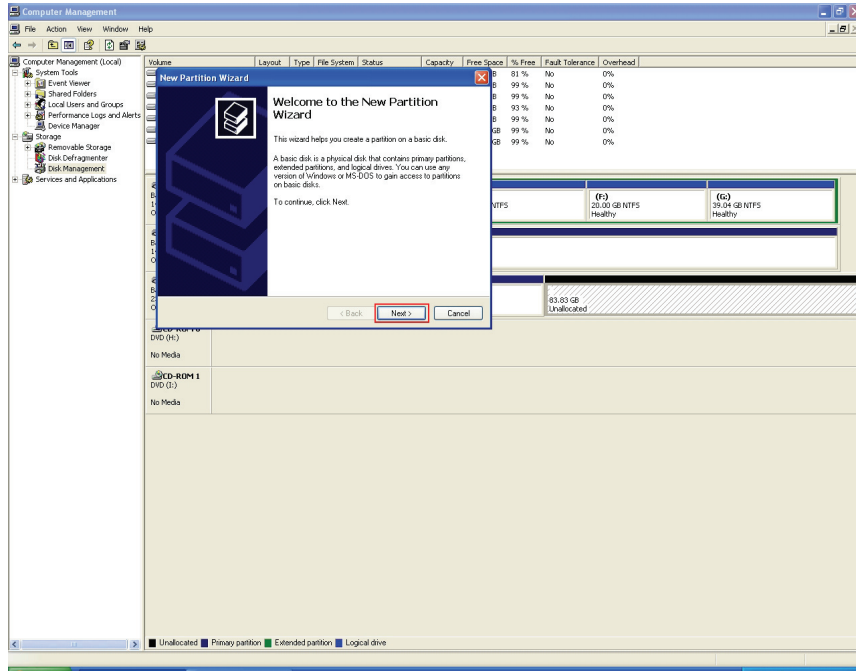 Computer Management
File Action View Window Help
Computer Management (Local)
System Tools
Event Viewer
Shared Folders
Local Users and Groups
Performance Logs and Alerts
Device Manager
Storage
Removable Storage
Disk Defragmenter
Disk Management
Services and Applications
Volume Layout Type File System Status Capacity Free Space % Free Fault Tolerance Overhead
B 81 % No 0%
B 99 % No 0%
B 99 % No 0%
B 93 % No 0%
B 99 % No 0%
GB 99 % No 0%
GB 99 % No 0%
New Partition Wizard
Welcome to the New Partition
Wizard
This wizard helps you create a partition on a basic disk.
A basic disk is a physical disk that contains primary partitions,
extended partitions, and logical drives. You can use any
version of Windows or MS-DOS to gain access to partitions
on basic disks.
To continue, click Next.
< Back Next > Cancel
NTFS
(F:)
20.00 GB NTFS
Healthy
(G:)
39.04 GB NTFS
Healthy
83.83 GB
Unallocated
DVD (H:)
No Media
CD-ROM 1
DVD (I:)
No Media
Unallocated Primary partition Extended partition Logical drive